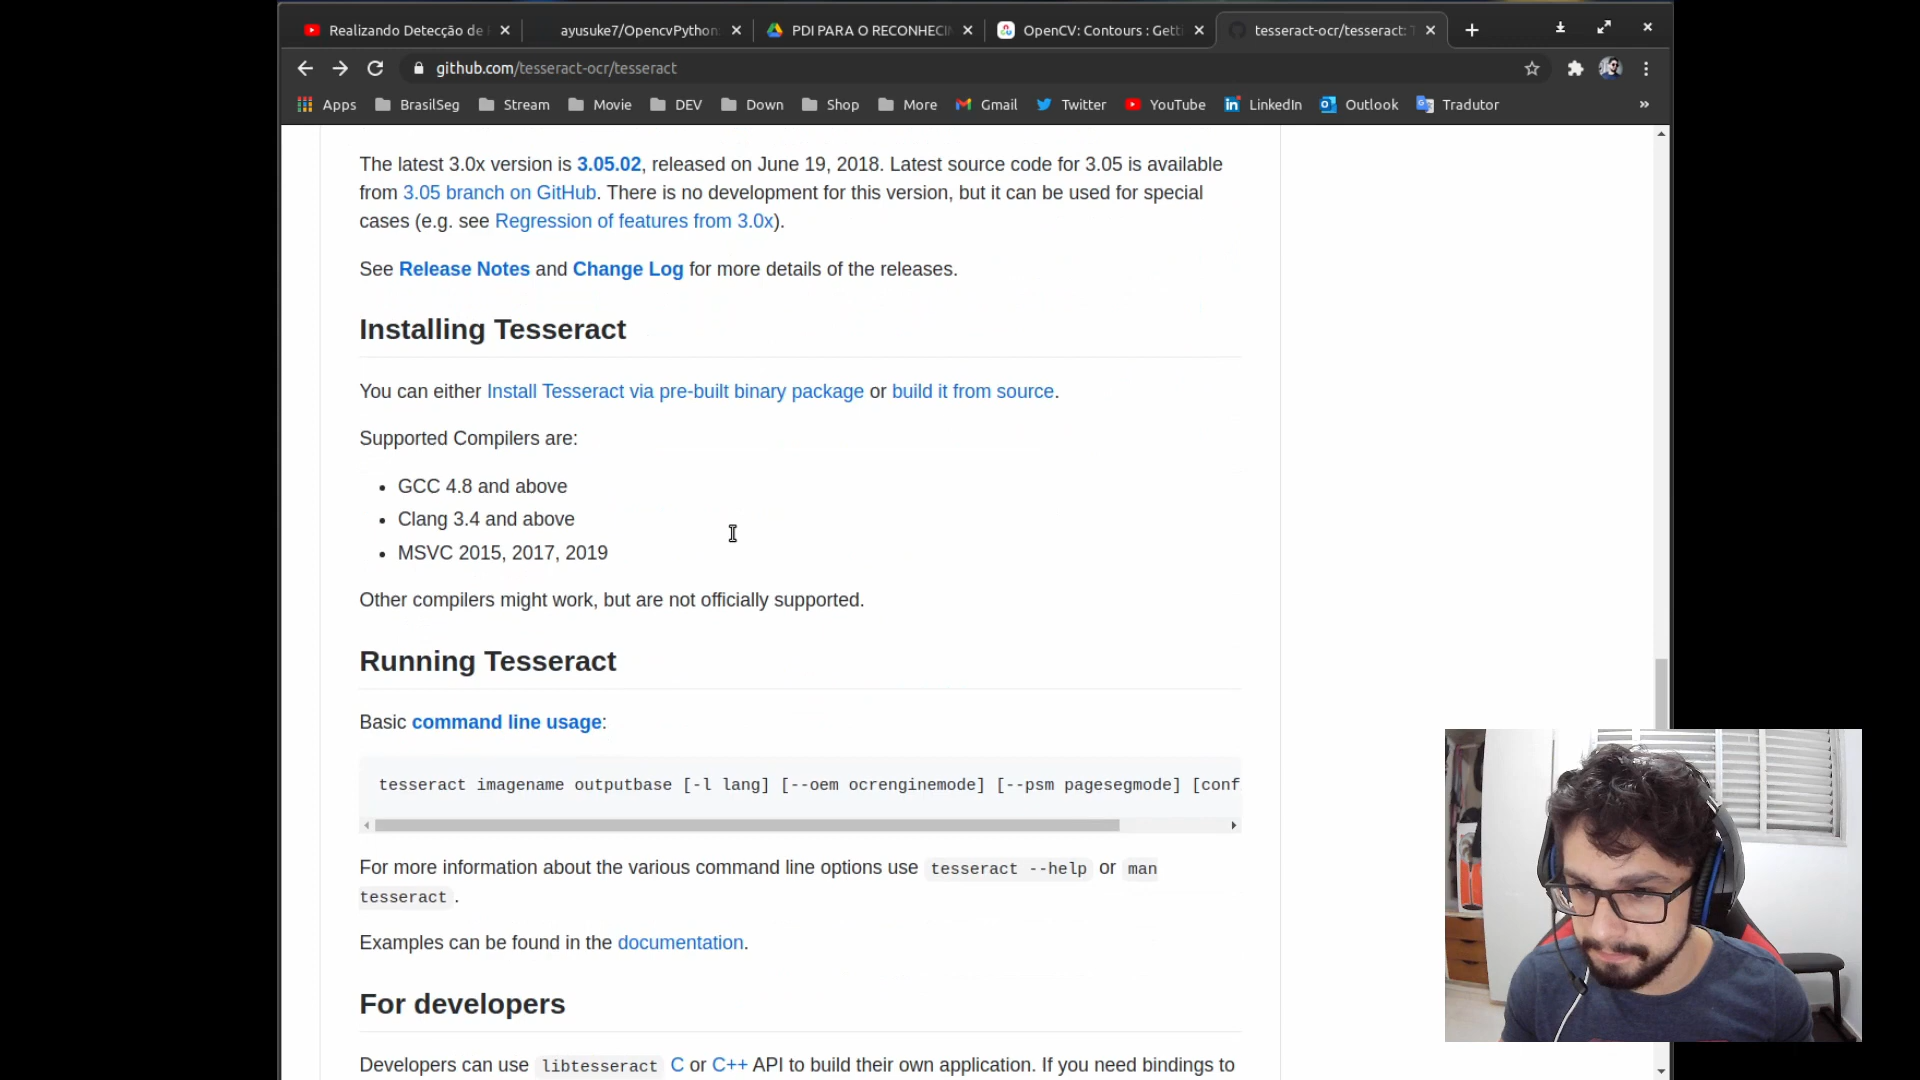 Realizando Detecção de
ayusuke7/OpencvPython
PDI PARA O RECONHECI
OpenCV: Contours : Gett
tesseract-ocr/tesseract:
github.com/tesseract-ocr/tesseract
Apps BrasilSeg Stream Movie DEV Down Shop More Gmail Twitter YouTube LinkedIn Outlook Tradutor »
The latest 3.0x version is 3.05.02, released on June 19, 2018. Latest source code for 3.05 is available
from 3.05 branch on GitHub. There is no development for this version, but it can be used for special
cases (e.g. see Regression of features from 3.0x).
See Release Notes and Change Log for more details of the releases.
Installing Tesseract
You can either Install Tesseract via pre-built binary package or build it from source.
Supported Compilers are:
• GCC 4.8 and above
• Clang 3.4 and above
• MSVC 2015, 2017, 2019
Other compilers might work, but are not officially supported.
Running Tesseract
Basic command line usage:
tesseract imagename outputbase [-l lang] [--oem ocrenginemode] [--psm pagesegmode] [conf
For more information about the various command line options use tesseract --help or man
tesseract.
Examples can be found in the documentation.
For developers
Developers can use libtesseract C or C++ API to build their own application. If you need bindings to